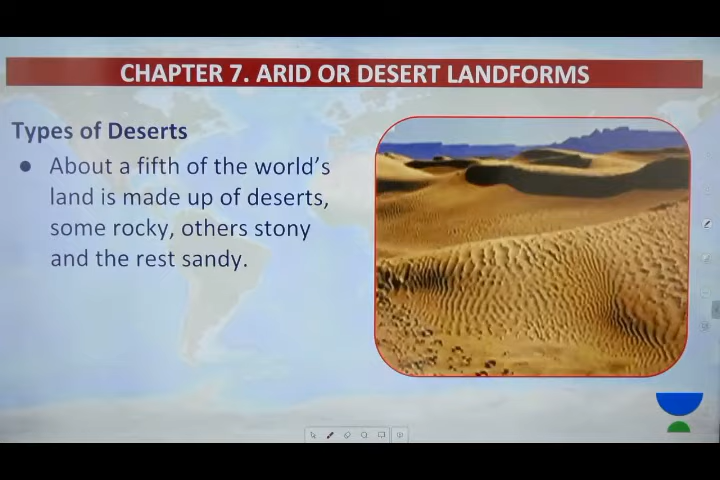 CHAPTER 7. ARID OR DESERT LANDFORMS
Types of Deserts
● About a fifth of the world's
land is made up of deserts,
some rocky, others stony
and the rest sandy.